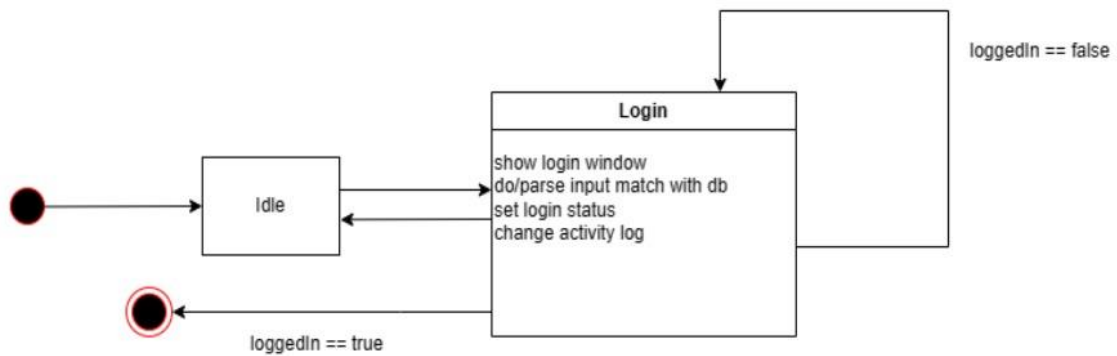 loggedIn == false
Login
show login window
do/parse input match with db
set login status
change activity log
Idle
loggedIn == true